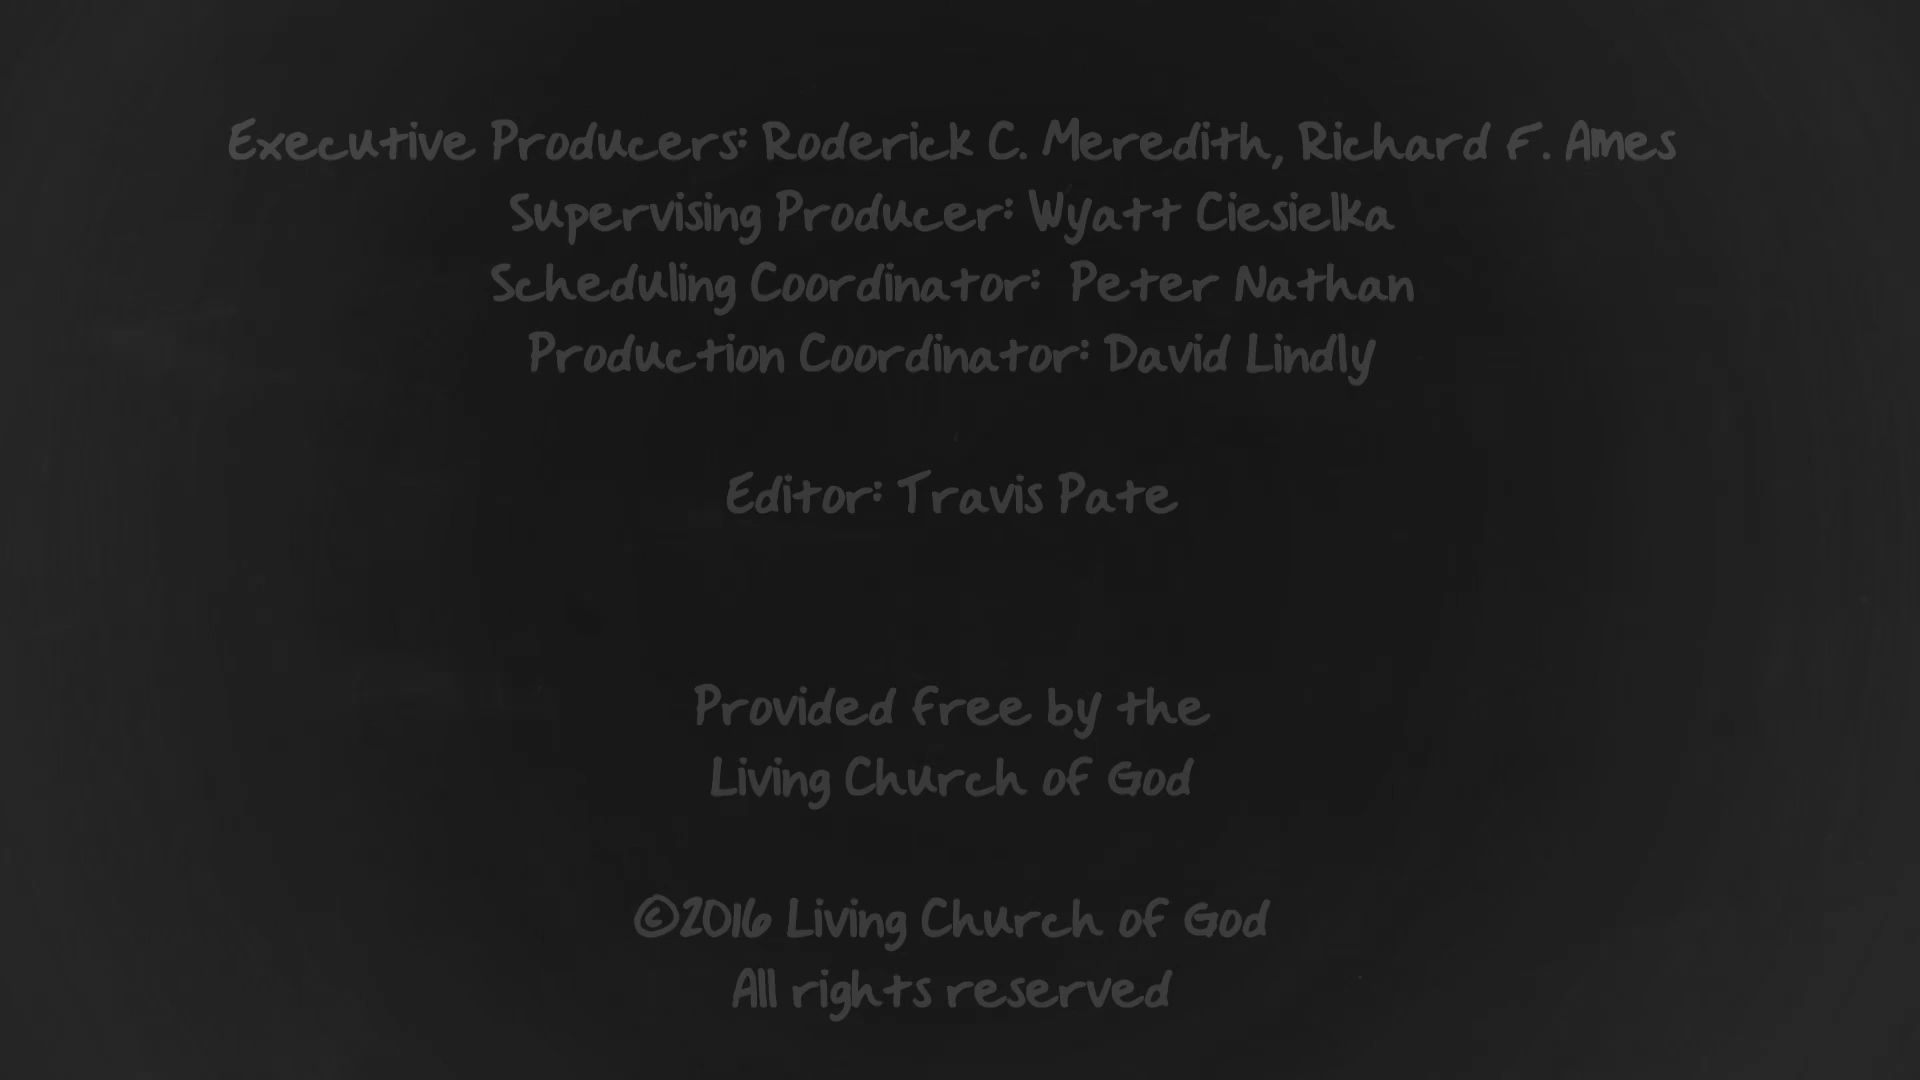 Executive Producers: Roderick C. Meredith, Richard F. Ames
Supervising Producer: Wyatt Ciesielka
Scheduling Coordinator: Peter Nathan
Production Coordinator: David Lindly
Editor: Travis Pate
Provided free by the
Living Church of God
©2016 Living Church of God
All rights reserved